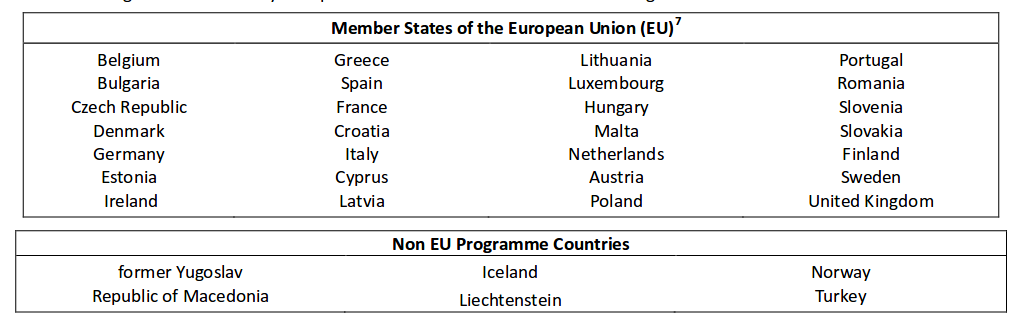 Member States of the European Union (EU)7
Belgium Greece Lithuania Portugal
Bulgaria Spain Luxembourg Romania
Czech Republic France Hungary Slovenia
Denmark Croatia Malta Slovakia
Germany Italy Netherlands Finland
Estonia Cyprus Austria Sweden
Ireland Latvia Poland United Kingdom
Non EU Programme Countries
former Yugoslav Iceland Norway
Republic of Macedonia Liechtenstein Turkey